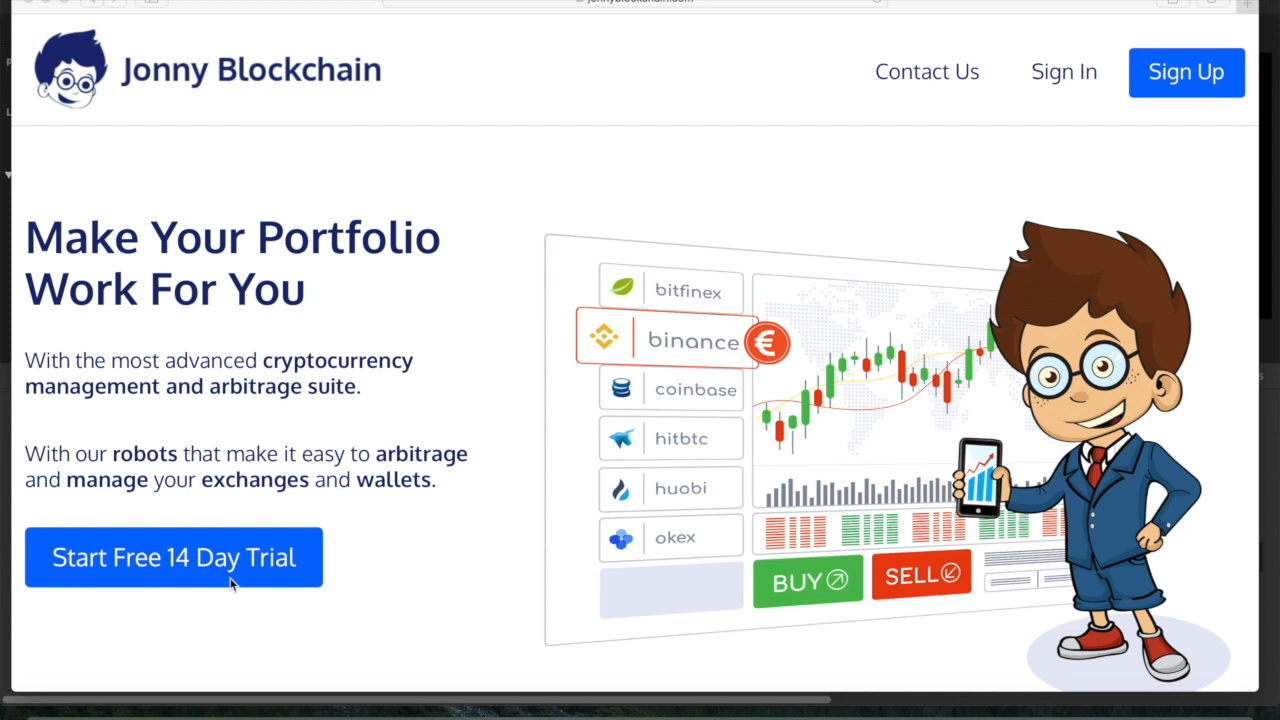 Jonny Blockchain
Contact Us
Sign In
Sign Up
Make Your Portfolio
Work For You
With the most advanced cryptocurrency
management and arbitrage suite.
With our robots that make it easy to arbitrage
and manage your exchanges and wallets.
Start Free 14 Day Trial
bitfinex
binance
€
coinbase
hitbtc
huobi
okex
BUY
SELL